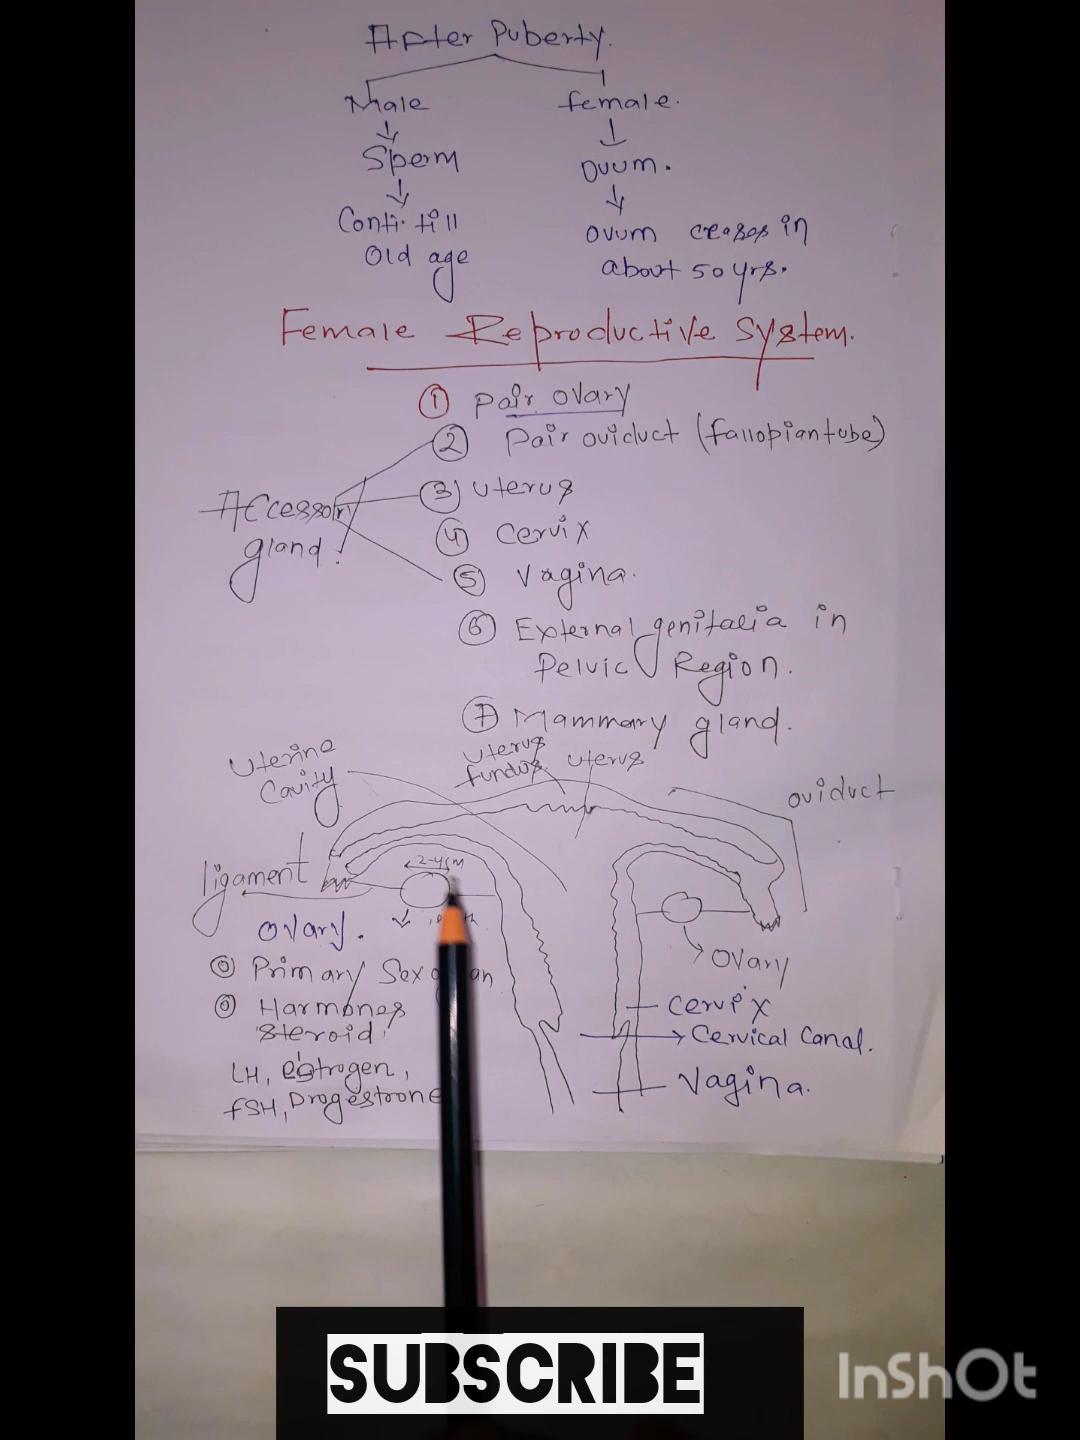 After Puberty.
Male
female.
Sperm
Ovum.
Conti. till
Old age
Ovum ceases in
about 50 yrs.
Female Reproductive System.
① Pair ovary
② Pair oviduct (fallopian tube)
Accessory
gland.
③ Uterus
④ Cervix
⑤ Vagina.
⑥ External genitalia in
Pelvic Region.
⑦ Mammary gland.
Uterine
Cavity
Uterus
fundus
uterus
oviduct
ligament
2-4cm
Ovary.
Primary Sex
Ovary
Harmones
steroid
Cervix
Cervical Canal.
LH, estrogen,
FSH, Progestrone
Vagina.
SUBSCRIBE
InShOt